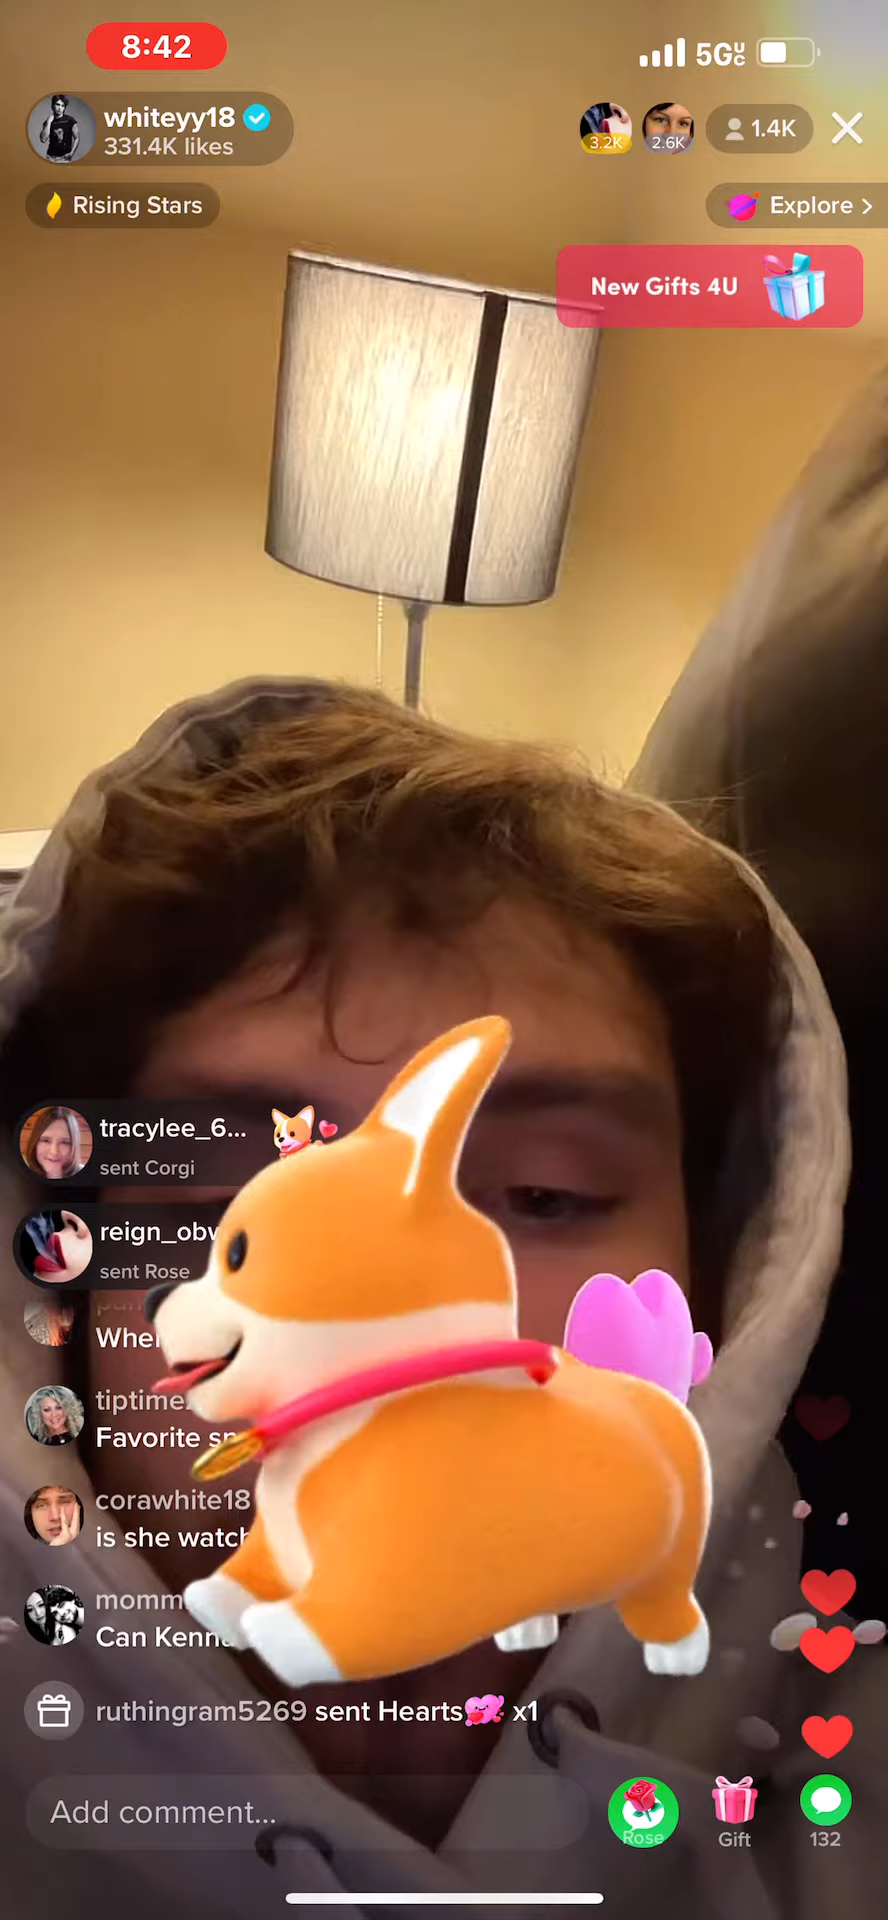 8:42
5G UC
whiteyy18
331.4K likes
3.2K
2.6K
1.4K
Rising Stars
Explore >
New Gifts 4U
tracylee_6...
sent Corgi
reign_obv
sent Rose
Whe
tiptime
Favorite sp
corawhite18
is she watch
momm
Can Kenn
ruthingram5269 sent Hearts x1
Add comment...
Rose
Gift
132